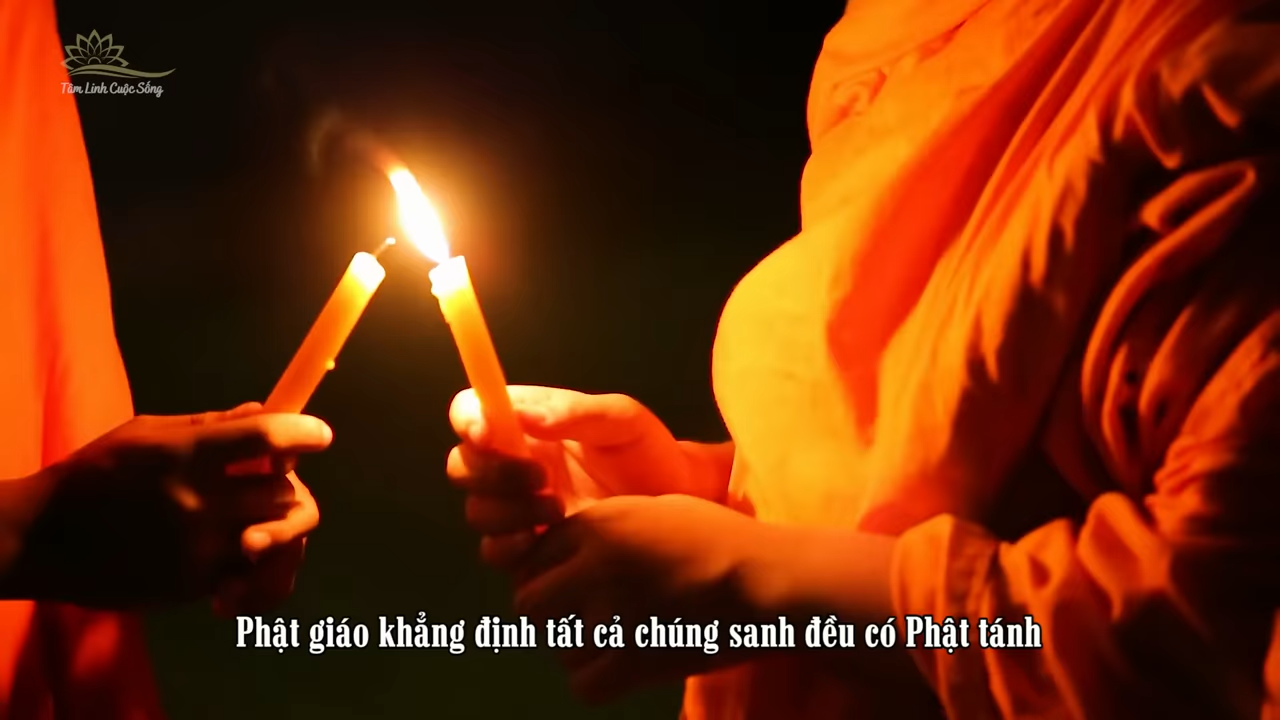 Tâm Linh Cuộc Sống
Phật giáo khẳng định tất cả chúng sanh đều có Phật tánh